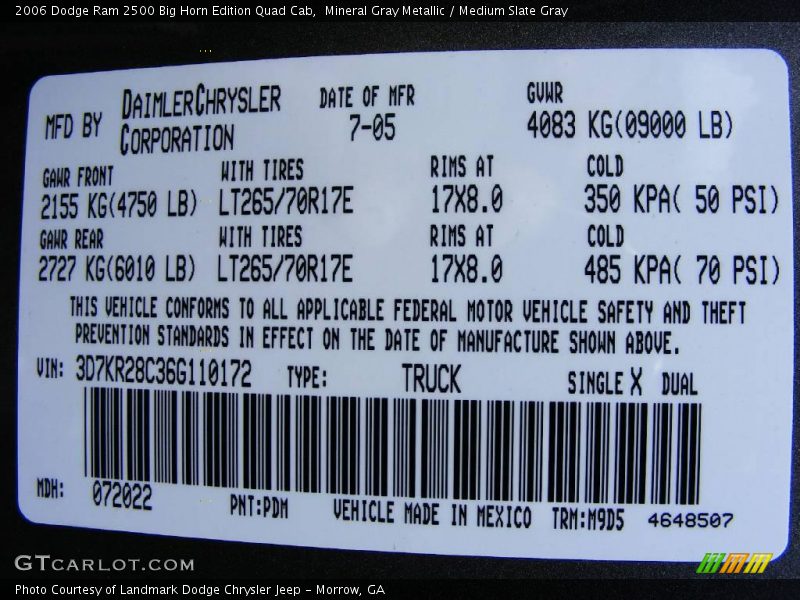 2006 Dodge Ram 2500 Big Horn Edition Quad Cab,  Mineral Gray Metallic / Medium Slate Gray
MFD BY DAIMLERCHRYSLER CORPORATION DATE OF MFR 7-05 GVWR 4083 KG(09000 LB)
GAWR FRONT WITH TIRES RIMS AT COLD
2155 KG(4750 LB) LT265/70R17E 17X8.0 350 KPA( 50 PSI)
GAWR REAR WITH TIRES RIMS AT COLD
2727 KG(6010 LB) LT265/70R17E 17X8.0 485 KPA( 70 PSI)
THIS VEHICLE CONFORMS TO ALL APPLICABLE FEDERAL MOTOR VEHICLE SAFETY AND THEFT
PREVENTION STANDARDS IN EFFECT ON THE DATE OF MANUFACTURE SHOWN ABOVE.
VIN: 3D7KR28C36G110172 TYPE: TRUCK SINGLE X DUAL
MDH: 072022 PNT:PDM VEHICLE MADE IN MEXICO TRM:M9D5 4648507
GTCARLOT.COM
Photo Courtesy of Landmark Dodge Chrysler Jeep - Morrow, GA